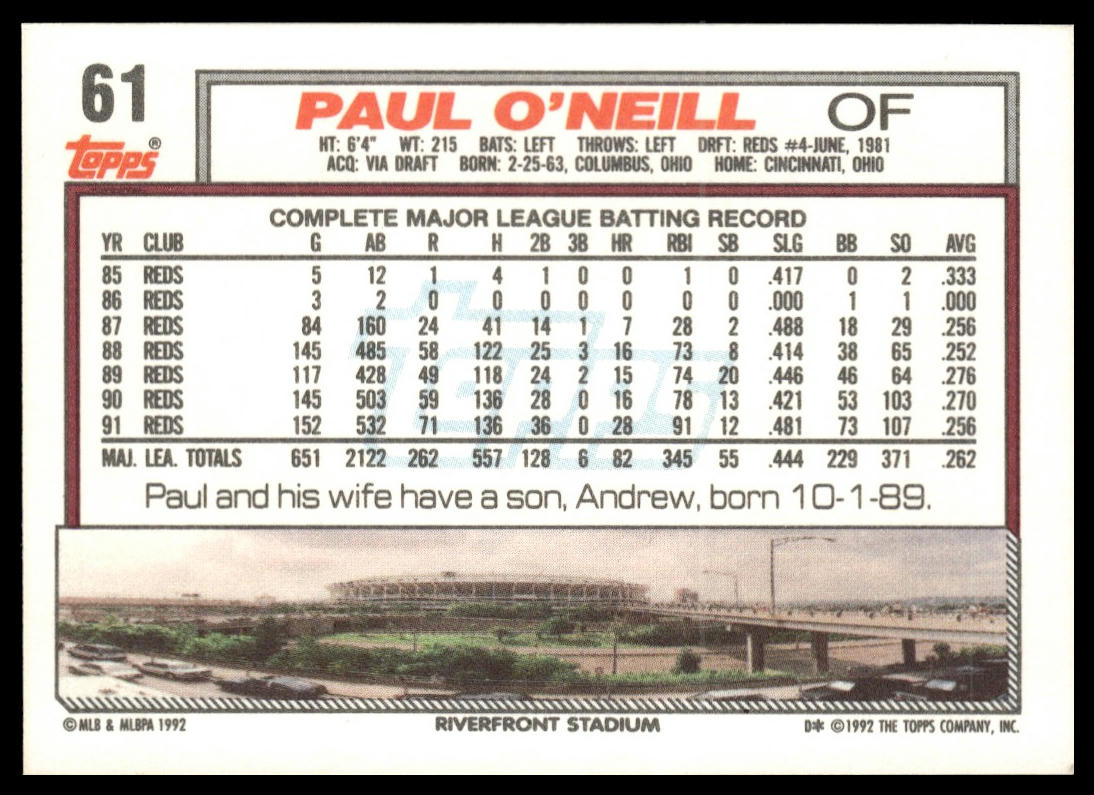 61
PAUL O'NEILL OF
topps®
HT: 6'4" WT: 215 BATS: LEFT THROWS: LEFT DRFT: REDS #4-JUNE, 1981
ACQ: VIA DRAFT BORN: 2-25-63, COLUMBUS, OHIO HOME: CINCINNATI, OHIO
COMPLETE MAJOR LEAGUE BATTING RECORD
YR CLUB G AB R H 2B 3B HR RBI SB SLG BB SO AVG
85 REDS 5 12 1 4 1 0 0 1 0 .417 0 2 .333
86 REDS 3 2 0 0 0 0 0 0 0 .000 1 1 .000
87 REDS 84 160 24 41 14 1 7 28 2 .488 18 29 .256
88 REDS 145 485 58 122 25 3 16 73 8 .414 38 65 .252
89 REDS 117 428 49 118 24 2 15 74 20 .446 46 64 .276
90 REDS 145 503 59 136 28 0 16 78 13 .421 53 103 .270
91 REDS 152 532 71 136 36 0 28 91 12 .481 73 107 .256
MAJ. LEA. TOTALS 651 2122 262 557 128 6 82 345 55 .444 229 371 .262
topps
Paul and his wife have a son, Andrew, born 10-1-89.
© MLB & MLBPA 1992 RIVERFRONT STADIUM D* © 1992 THE TOPPS COMPANY, INC.